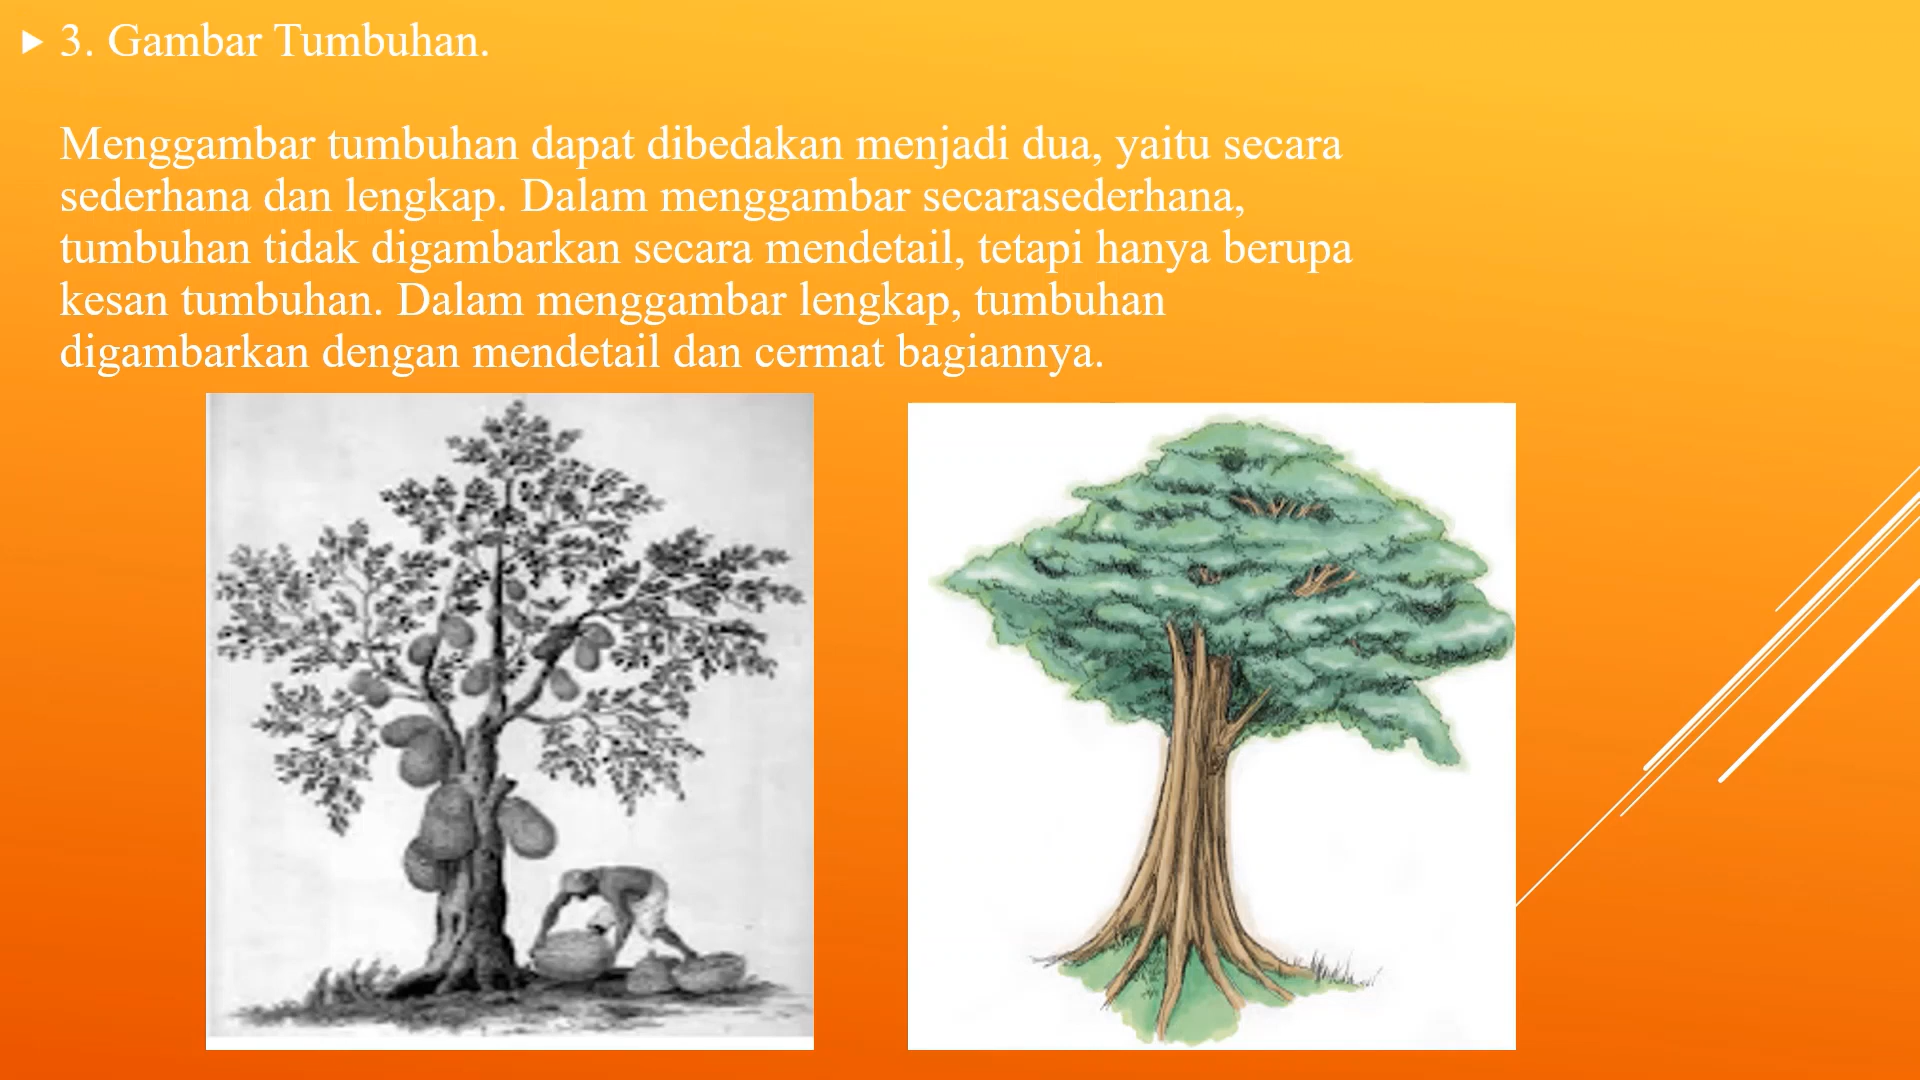 3. Gambar Tumbuhan.
Menggambar tumbuhan dapat dibedakan menjadi dua, yaitu secara
sederhana dan lengkap. Dalam menggambar secarasederhana,
tumbuhan tidak digambarkan secara mendetail, tetapi hanya berupa
kesan tumbuhan. Dalam menggambar lengkap, tumbuhan
digambarkan dengan mendetail dan cermat bagiannya.